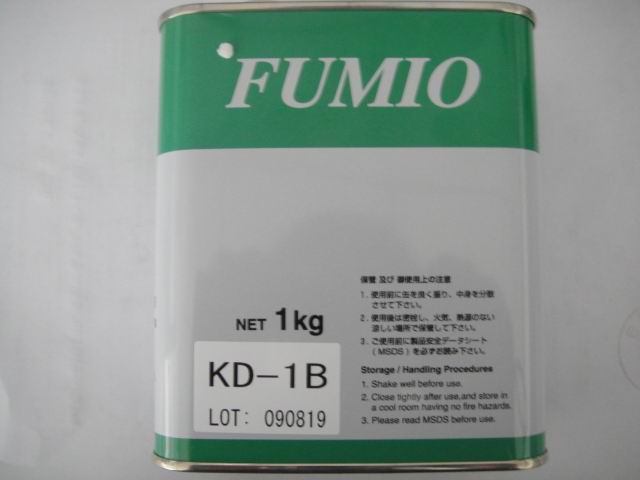 FUMIO
保管 及び 御使用上の注意
1. 使用前に缶を良く振り、中身を分散
させて下さい。
2. 使用後は密栓し、火気、熱源のない
涼しい場所で保管して下さい。
3. ご使用前に製品安全データシート
(MSDS)を必ずお読み下さい。
NET 1kg
Storage / Handling Procedures
1. Shake well before use.
2. Close tightly after use,and store in
a cool room having no fire hazards.
3. Please read MSDS before use.
KD-1B
LOT: 090819